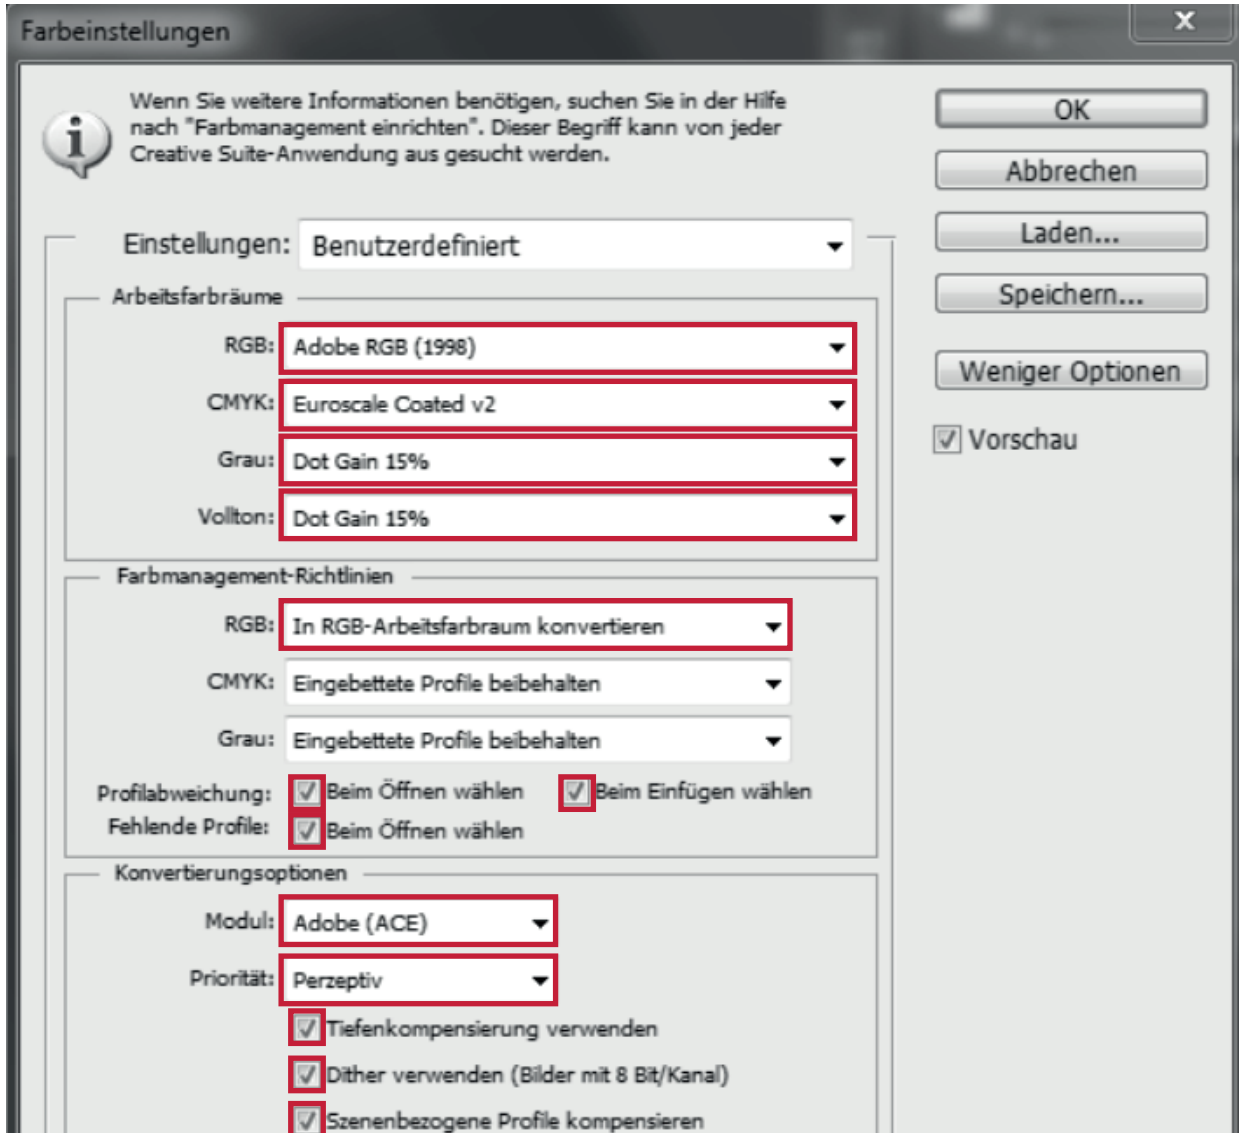 Farbeinstellungen
x
Wenn Sie weitere Informationen benötigen, suchen Sie in der Hilfe
nach "Farbmanagement einrichten". Dieser Begriff kann von jeder
Creative Suite-Anwendung aus gesucht werden.
OK
Abbrechen
Laden...
Speichern...
Weniger Optionen
Vorschau
Einstellungen: Benutzerdefiniert
Arbeitsfarbräume
RGB: Adobe RGB (1998)
CMYK: Euroscale Coated v2
Grau: Dot Gain 15%
Vollton: Dot Gain 15%
Farbmanagement-Richtlinien
RGB: In RGB-Arbeitsfarbraum konvertieren
CMYK: Eingebettete Profile beibehalten
Grau: Eingebettete Profile beibehalten
Profilabweichung: Beim Öffnen wählen Beim Einfügen wählen
Fehlende Profile: Beim Öffnen wählen
Konvertierungsoptionen
Modul: Adobe (ACE)
Priorität: Perzeptiv
Tiefenkompensierung verwenden
Dither verwenden (Bilder mit 8 Bit/Kanal)
Szenenbezogene Profile kompensieren